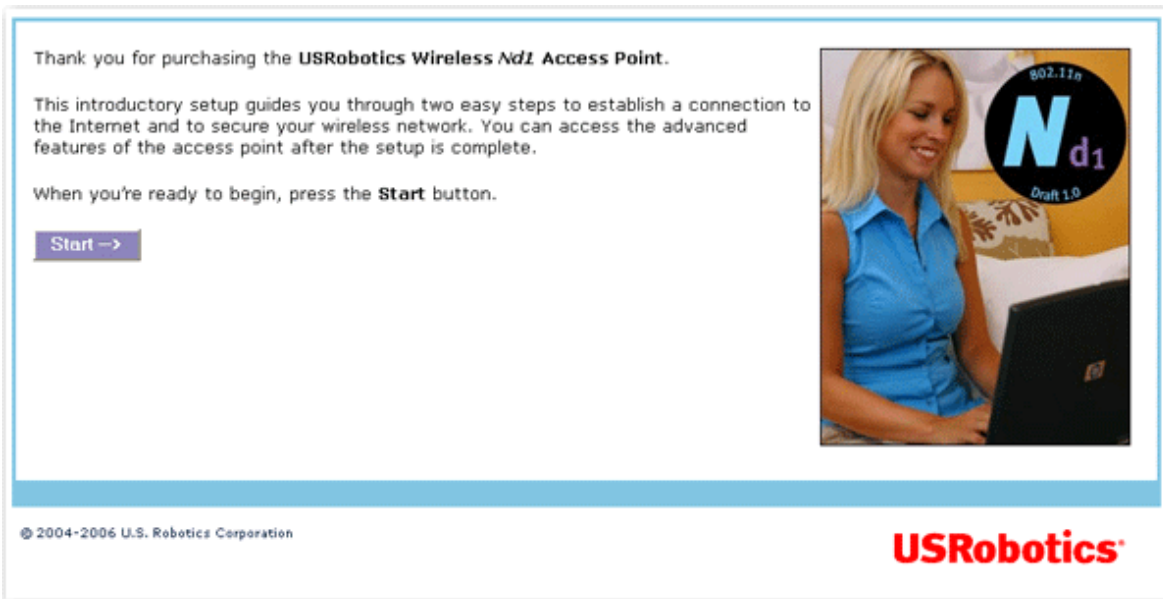 Thank you for purchasing the USRobotics Wireless Nd1 Access Point.
This introductory setup guides you through two easy steps to establish a connection to
the Internet and to secure your wireless network. You can access the advanced
features of the access point after the setup is complete.
When you're ready to begin, press the Start button.
Start —>
802.11n
Nd1
Draft 1.0
hp
© 2004-2006 U.S. Robotics Corporation
USRobotics